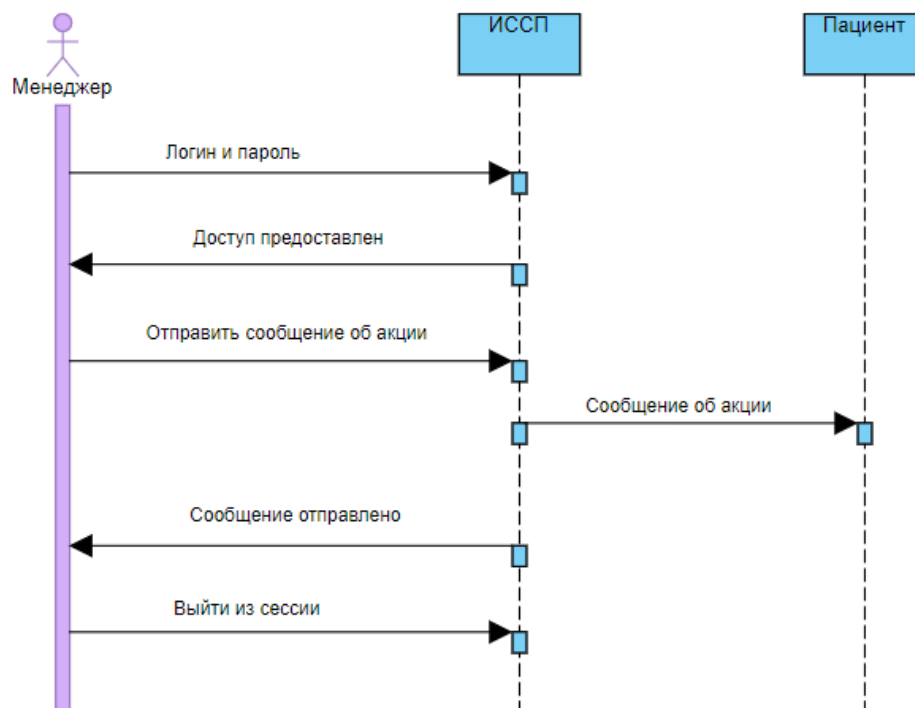 ИССП
Пациент
Менеджер
Логин и пароль
Доступ предоставлен
Отправить сообщение об акции
Сообщение об акции
Сообщение отправлено
Выйти из сессии